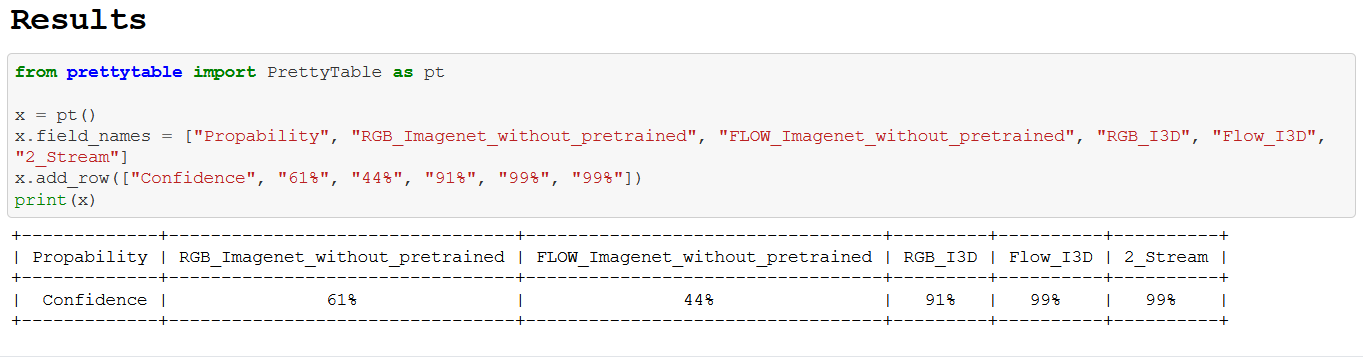 Results
from prettytable import PrettyTable as pt
x = pt()
x.field_names = ["Propability", "RGB_Imagenet_without_pretrained", "FLOW_Imagenet_without_pretrained", "RGB_I3D", "Flow_I3D",
"2_Stream"]
x.add_row(["Confidence", "61%", "44%", "91%", "99%", "99%"])
print(x)
+-------------+---------------------------------+----------------------------------+---------+----------+----------+
| Propability | RGB_Imagenet_without_pretrained | FLOW_Imagenet_without_pretrained | RGB_I3D | Flow_I3D | 2_Stream |
+-------------+---------------------------------+----------------------------------+---------+----------+----------+
|  Confidence |               61%               |               44%                |   91%   |   99%    |   99%    |
+-------------+---------------------------------+----------------------------------+---------+----------+----------+